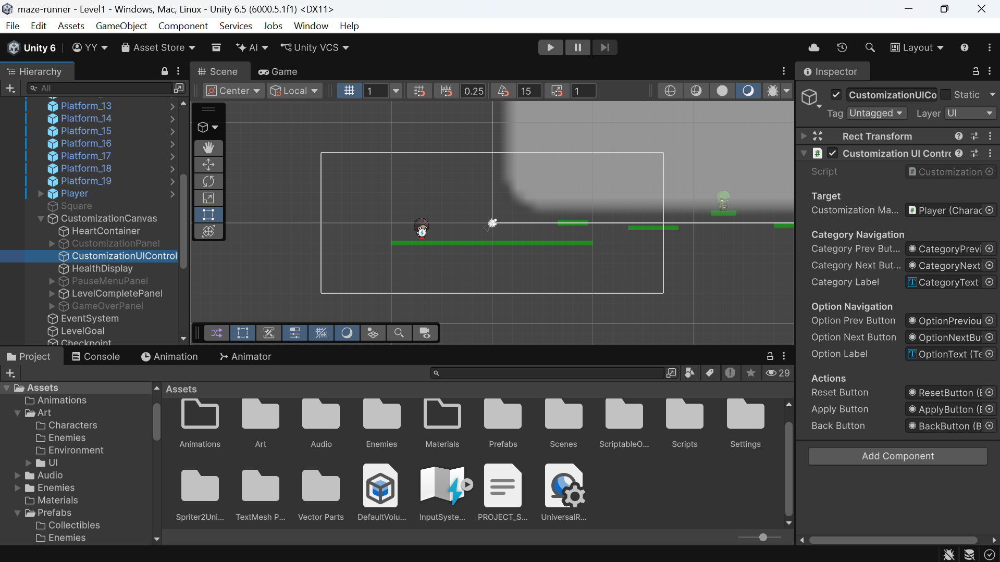 maze-runner - Level1 - Windows, Mac, Linux - Unity 6.5 (6000.5.1f1) <DX11>
File Edit Assets GameObject Component Services Jobs Window Help
Unity 6 YY Asset Store AI Unity VCS Layout
Hierarchy
All
Platform_13
Platform_14
Platform_15
Platform_16
Platform_17
Platform_18
Platform_19
Player
Square
CustomizationCanvas
HeartContainer
CustomizationPanel
CustomizationUIControl
HealthDisplay
PauseMenuPanel
LevelCompletePanel
GameOverPanel
EventSystem
LevelGoal
Checkpoint
Scene Game
Center Local 1 0.25 15 1
Inspector
CustomizationUICo Static
Tag Untagged Layer UI
Rect Transform
Customization UI Contr
Script Customization
Target
Customization Ma... Player (Charac
Category Navigation
Category Prev But... CategoryPrevi
Category Next But... CategoryNext
Category Label CategoryText
Option Navigation
Option Prev Button OptionPreviou
Option Next Button OptionNextBut
Option Label OptionText (Te
Actions
Reset Button ResetButton (B
Apply Button ApplyButton (B
Back Button BackButton (B
Add Component
Project Console Animation Animator
29
Assets
Animations
Art
Characters
Enemies
Environment
UI
Audio
Enemies
Materials
Prefabs
Collectibles
Enemies
Assets
Animations Art Audio Enemies Materials Prefabs Scenes ScriptableO... Scripts Settings
Spriter2Uni... TextMesh P... Vector Parts DefaultVolu... InputSyste... PROJECT_S... UniversalR...